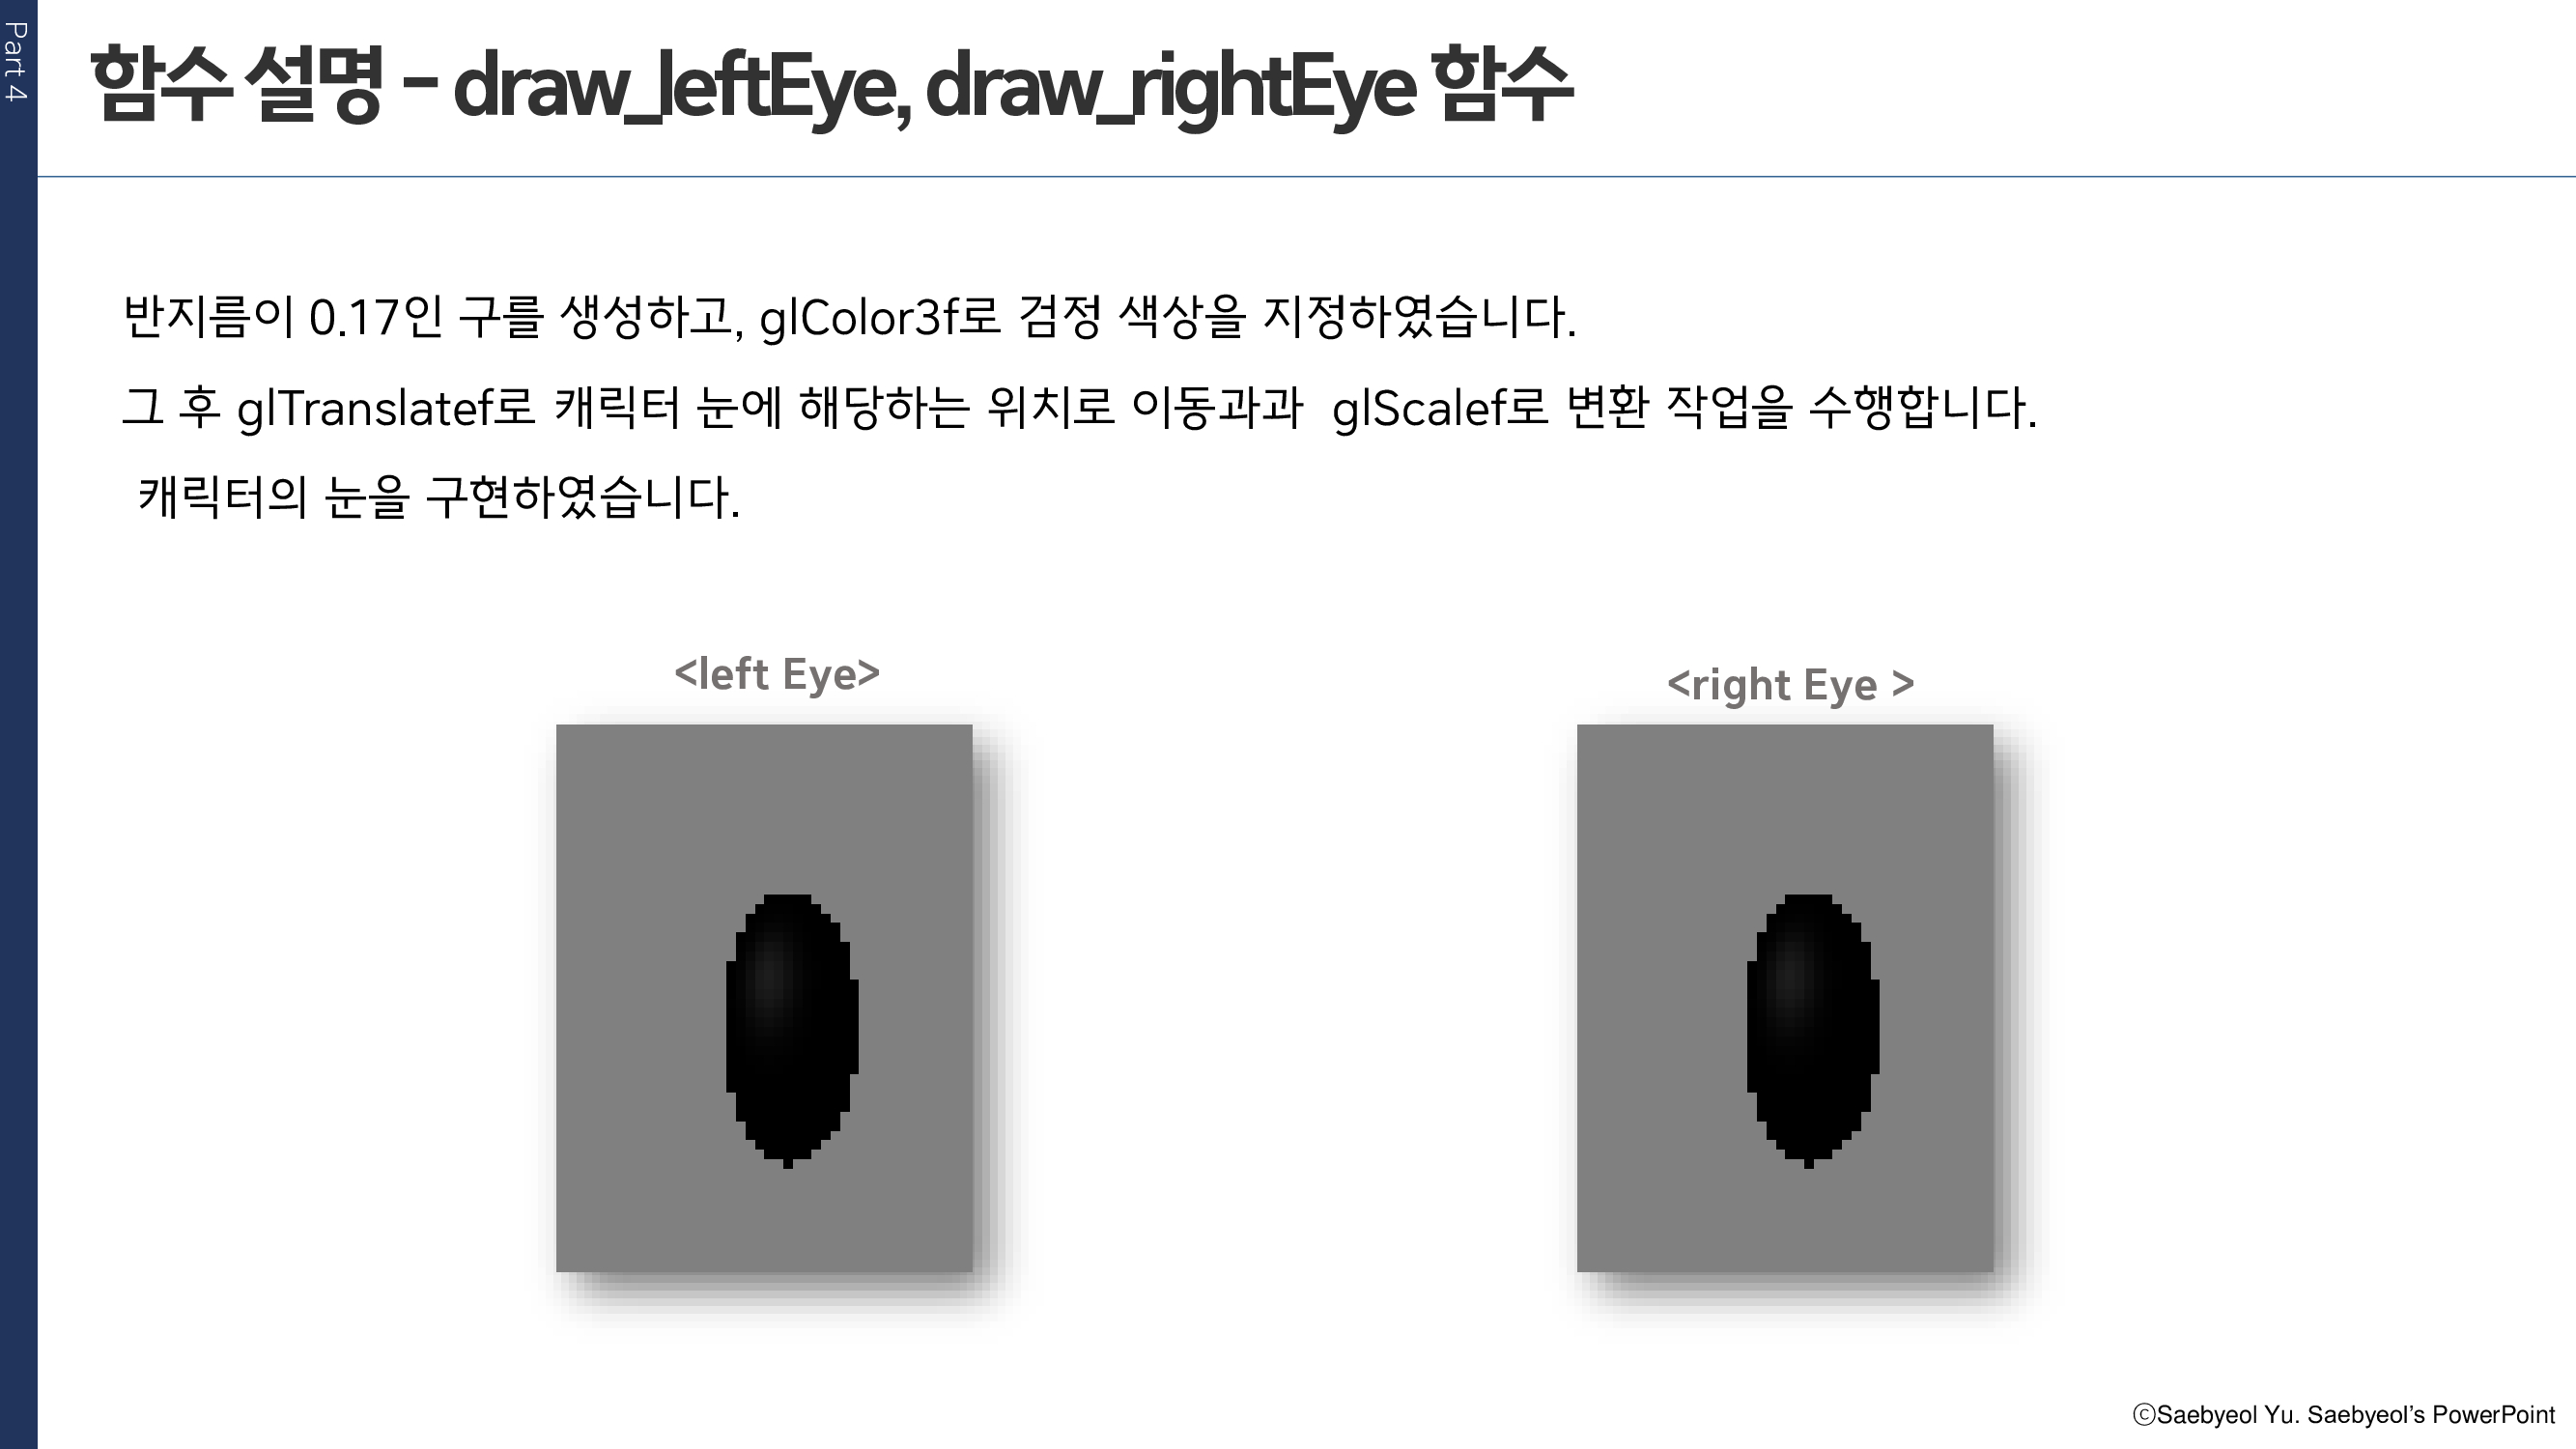 Part 4
함수 설명 - draw_leftEye, draw_rightEye 함수
반지름이 0.17인 구를 생성하고, glColor3f로 검정 색상을 지정하였습니다.
그 후 glTranslatef로 캐릭터 눈에 해당하는 위치로 이동과과 glScalef로 변환 작업을 수행합니다.
캐릭터의 눈을 구현하였습니다.
<left Eye>
<right Eye >
ⓒSaebyeol Yu. Saebyeol's PowerPoint